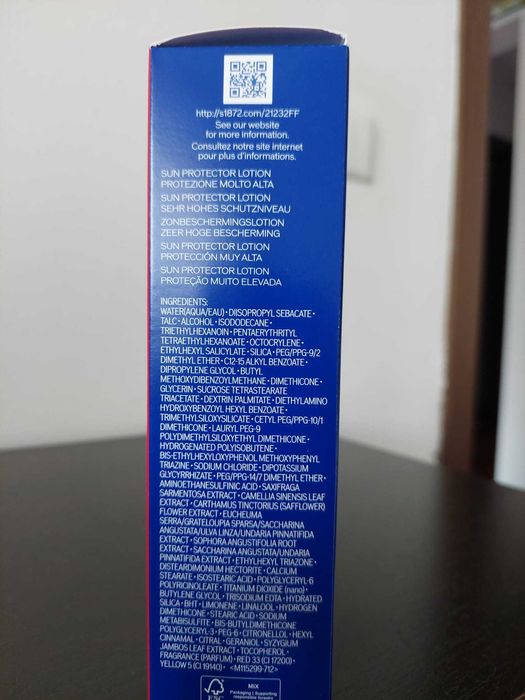 http://s1872.com/21232FF
See our website
for more information.
Consultez notre site internet
pour plus d'informations.
SUN PROTECTOR LOTION
PROTEZIONE MOLTO ALTA
SUN PROTECTOR LOTION
SEHR HOHES SCHUTZNIVEAU
ZONBESCHERMINGSLOTION
ZEER HOGE BESCHERMING
SUN PROTECTOR LOTION
PROTECCIÓN MUY ALTA
SUN PROTECTOR LOTION
PROTEÇÃO MUITO ELEVADA
INGREDIENTS:
WATER(AQUA/EAU)・DIISOPROPYL SEBACATE・
TALC・ALCOHOL・ISODODECANE・
TRIETHYLHEXANOIN・PENTAERYTHRITYL
TETRAETHYLHEXANOATE・OCTOCRYLENE・
ETHYLHEXYL SALICYLATE・SILICA・PEG/PPG-9/2
DIMETHYL ETHER・C12-15 ALKYL BENZOATE・
DIPROPYLENE GLYCOL・BUTYL
METHOXYDIBENZOYLMETHANE・DIMETHICONE・
GLYCERIN・SUCROSE TETRASTEARATE
TRIACETATE・DEXTRIN PALMITATE・DIETHYLAMINO
HYDROXYBENZOYL HEXYL BENZOATE・
TRIMETHYLSILOXYSILICATE・CETYL PEG/PPG-10/1
DIMETHICONE・LAURYL PEG-9
POLYDIMETHYLSILOXYETHYL DIMETHICONE・
HYDROGENATED POLYISOBUTENE・
BIS-ETHYLHEXYLOXYPHENOL METHOXYPHENYL
TRIAZINE・SODIUM CHLORIDE・DIPOTASSIUM
GLYCYRRHIZATE・PEG/PPG-14/7 DIMETHYL ETHER・
AMINOETHANESULFINIC ACID・SAXIFRAGA
SARMENTOSA EXTRACT・CAMELLIA SINENSIS LEAF
EXTRACT・CARTHAMUS TINCTORIUS (SAFFLOWER)
FLOWER EXTRACT・EUCHEUMA
SERRA/GRATELOUPIA SPARSA/SACCHARINA
ANGUSTATA/ULVA LINZA/UNDARIA PINNATIFIDA
EXTRACT・SOPHORA ANGUSTIFOLIA ROOT
EXTRACT・SACCHARINA ANGUSTATA/UNDARIA
PINNATIFIDA EXTRACT・ETHYLHEXYL TRIAZONE・
DISTEARDIMONIUM HECTORITE・CALCIUM
STEARATE・ISOSTEARIC ACID・POLYGLYCERYL-6
POLYRICINOLEATE・TITANIUM DIOXIDE (nano)・
BUTYLENE GLYCOL・TRISODIUM EDTA・HYDRATED
SILICA・BHT・LIMONENE・LINALOOL・HYDROGEN
DIMETHICONE・STEARIC ACID・SODIUM
METABISULFITE・BIS-BUTYLDIMETHICONE
POLYGLYCERYL-3・PEG-6・CITRONELLOL・HEXYL
CINNAMAL・CITRAL・GERANIOL・SYZYGIUM
JAMBOS LEAF EXTRACT・TOCOPHEROL・
FRAGRANCE (PARFUM)・RED 33 (CI 17200)・
YELLOW 5 (CI 19140)・ <M115299-712>
FSC
MIX
Packaging | Supporting
responsible forestry